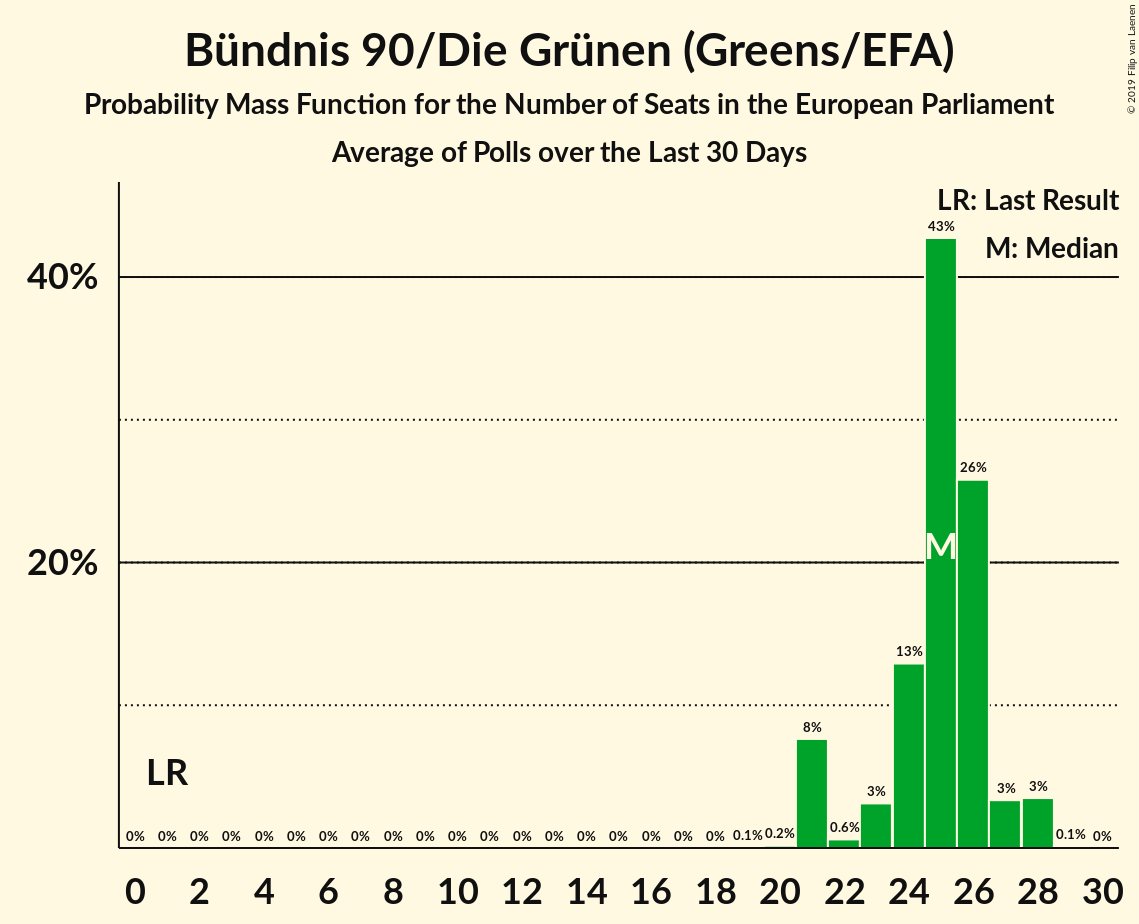 Bündnis 90/Die Grünen (Greens/EFA)
Probability Mass Function for the Number of Seats in the European Parliament
Average of Polls over the Last 30 Days
© 2019 Filip van Laenen
LR: Last Result
M: Median
43%
40%
26%
M
20%
13%
8%
LR
3% 3% 3%
0% 0% 0% 0% 0% 0% 0% 0% 0% 0% 0% 0% 0% 0% 0% 0% 0% 0% 0% 0.1% 0.2% 0.6% 0.1% 0%
0 2 4 6 8 10 12 14 16 18 20 22 24 26 28 30